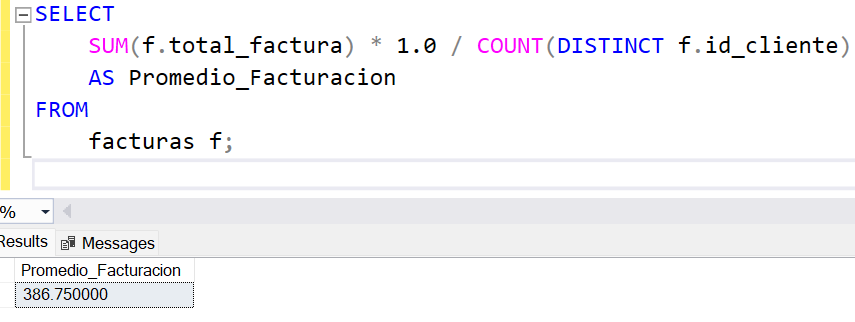 SELECT
SUM(f.total_factura) * 1.0 / COUNT(DISTINCT f.id_cliente)
AS Promedio_Facturacion
FROM
facturas f;
%
Results Messages
Promedio_Facturacion
386.750000